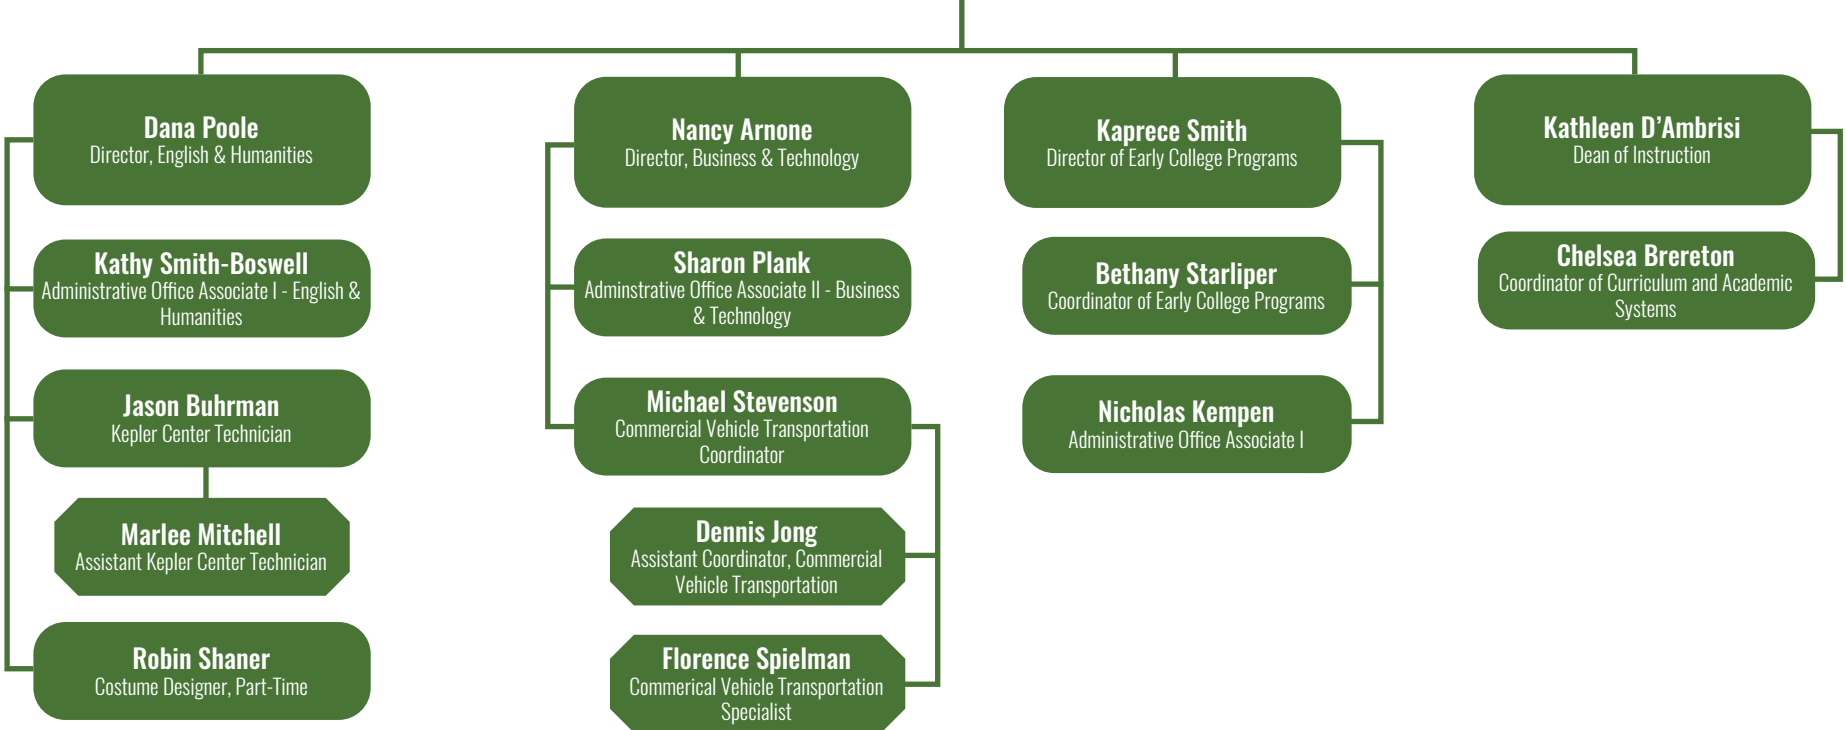 Dana Poole
Director, English & Humanities
Kathy Smith-Boswell
Administrative Office Associate I - English &
Humanities
Jason Buhrman
Kepler Center Technician
Marlee Mitchell
Assistant Kepler Center Technician
Robin Shaner
Costume Designer, Part-Time
Nancy Arnone
Director, Business & Technology
Sharon Plank
Adminstrative Office Associate II - Business
& Technology
Michael Stevenson
Commercial Vehicle Transportation
Coordinator
Dennis Jong
Assistant Coordinator, Commercial
Vehicle Transportation
Florence Spielman
Commerical Vehicle Transportation
Specialist
Kaprece Smith
Director of Early College Programs
Bethany Starliper
Coordinator of Early College Programs
Nicholas Kempen
Administrative Office Associate I
Kathleen D’Ambrisi
Dean of Instruction
Chelsea Brereton
Coordinator of Curriculum and Academic
Systems